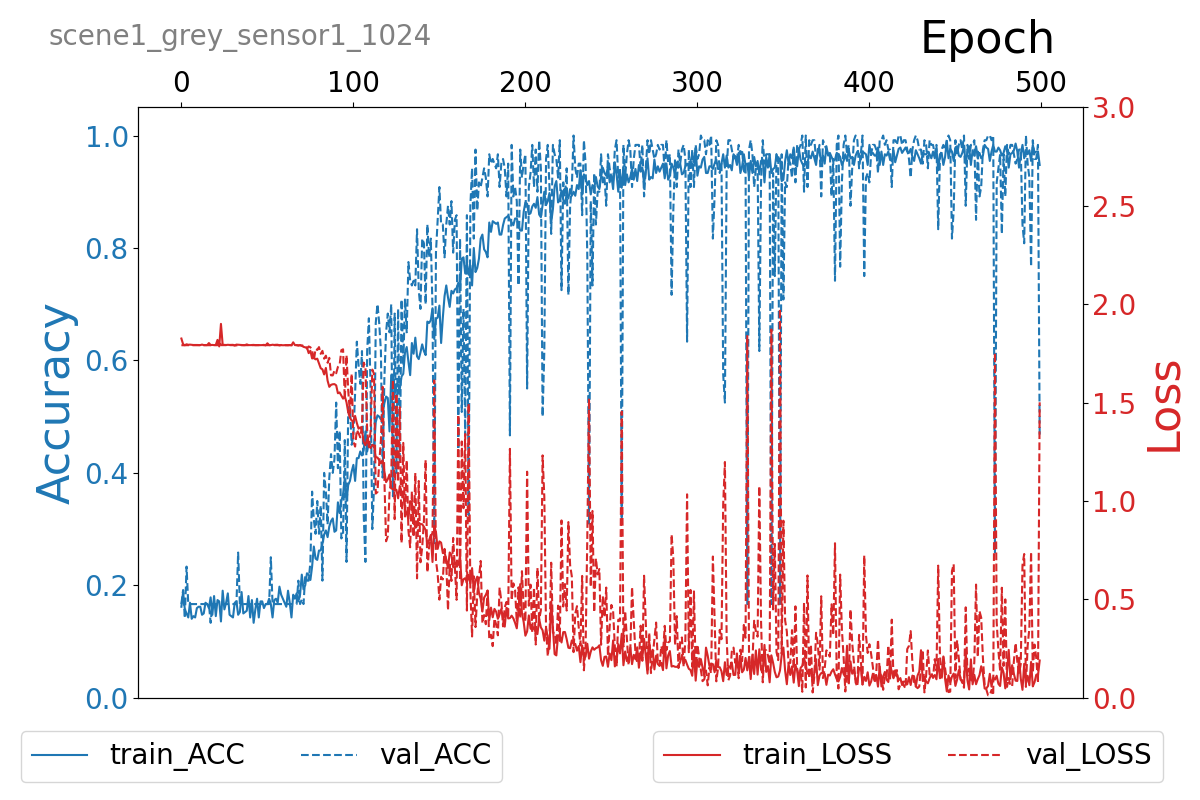 scene1_grey_sensor1_1024
Epoch
0 100 200 300 400 500
Accuracy
1.0
0.8
0.6
0.4
0.2
0.0
3.0
2.5
2.0
1.5
1.0
0.5
0.0
Loss
train_ACC val_ACC
train_LOSS val_LOSS